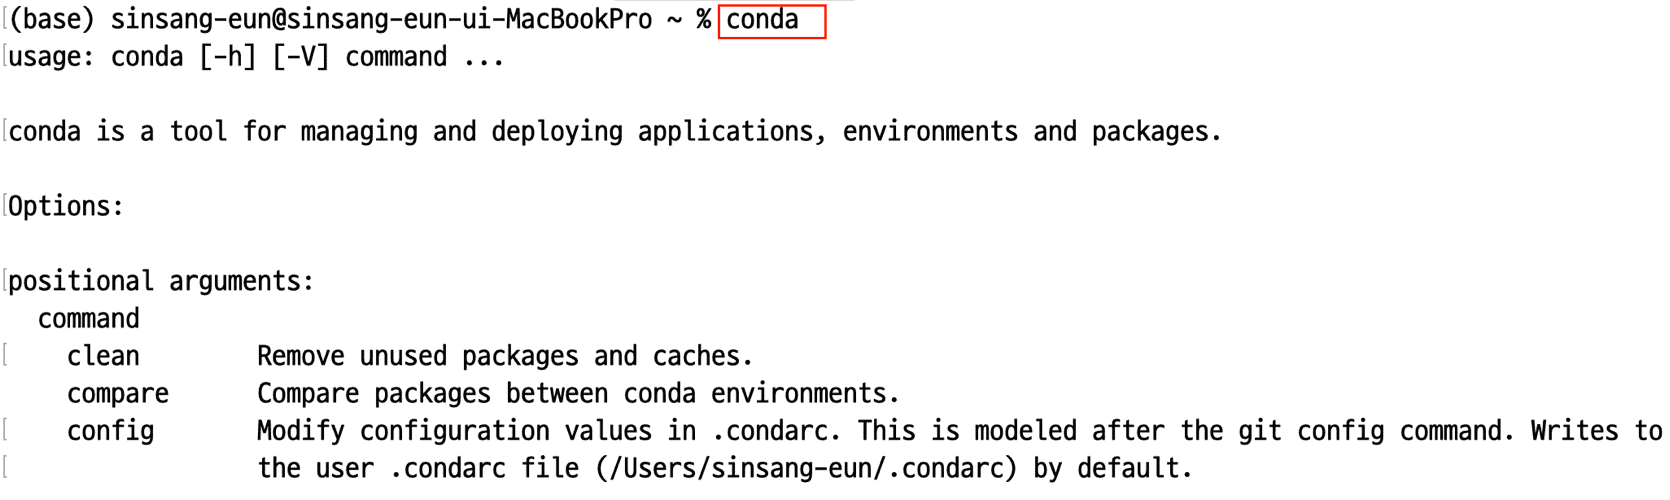 (base) sinsang-eun@sinsang-eun-ui-MacBookPro ~ % conda
usage: conda [-h] [-V] command ...
conda is a tool for managing and deploying applications, environments and packages.
Options:
positional arguments:
command
clean Remove unused packages and caches.
compare Compare packages between conda environments.
config Modify configuration values in .condarc. This is modeled after the git config command. Writes to
the user .condarc file (/Users/sinsang-eun/.condarc) by default.